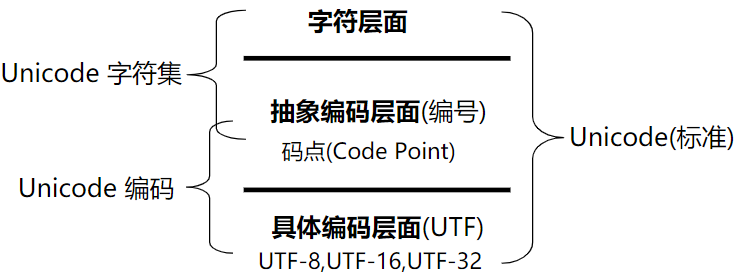 字符层面
Unicode 字符集
抽象编码层面(编号)
码点(Code Point)
Unicode(标准)
Unicode 编码
具体编码层面(UTF)
UTF-8,UTF-16,UTF-32